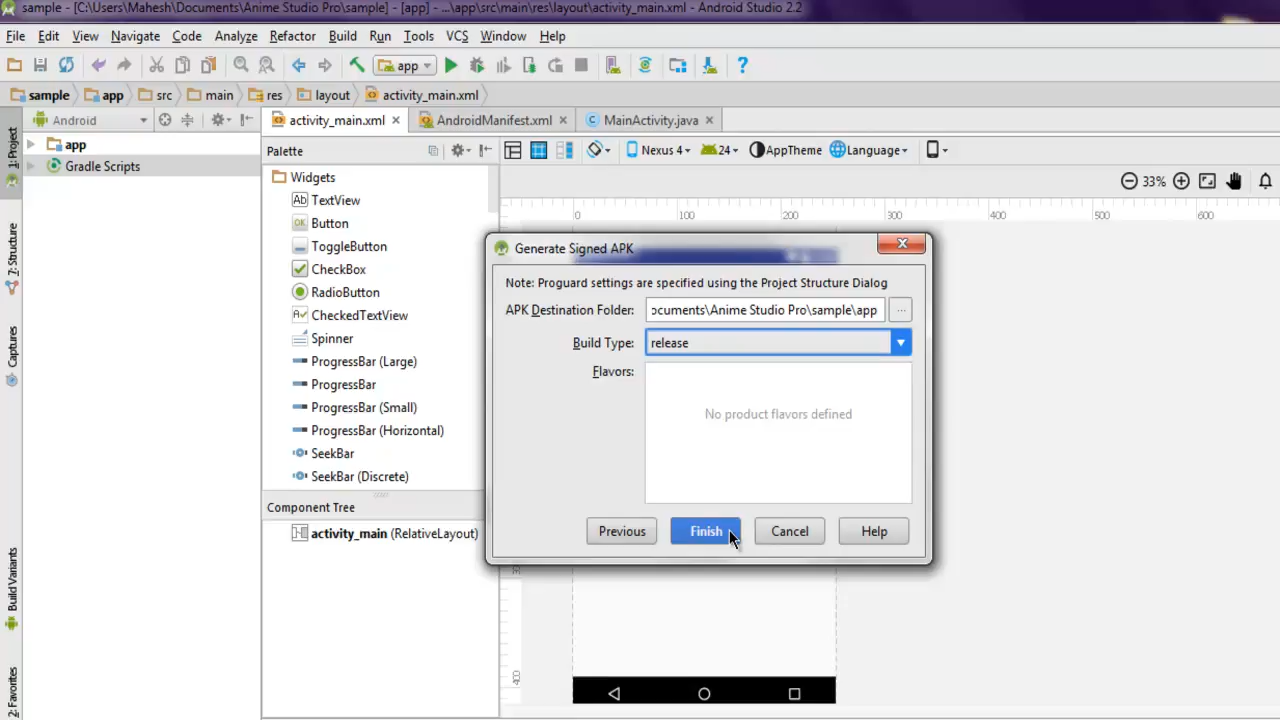 sample - [C:\Users\Mahesh\Documents\Anime Studio Pro\sample] - [app] - ...\app\src\main\res\layout\activity_main.xml - Android Studio 2.2
File Edit View Navigate Code Analyze Refactor Build Run Tools VCS Window Help
app
sample app src main res layout activity_main.xml
Android
activity_main.xml AndroidManifest.xml MainActivity.java
1: Project
7: Structure
Captures
Build Variants
2: Favorites
app
Gradle Scripts
Palette
Nexus 4 24 AppTheme Language
33%
0 100 200 300 400 500 600
Widgets
Ab TextView
OK Button
ToggleButton
CheckBox
RadioButton
CheckedTextView
Spinner
ProgressBar (Large)
ProgressBar
ProgressBar (Small)
ProgressBar (Horizontal)
SeekBar
SeekBar (Discrete)
Component Tree
activity_main (RelativeLayout)
Generate Signed APK
Note: Proguard settings are specified using the Project Structure Dialog
APK Destination Folder: ocuments\Anime Studio Pro\sample\app ...
Build Type: release
Flavors:
No product flavors defined
Previous Finish Cancel Help
400